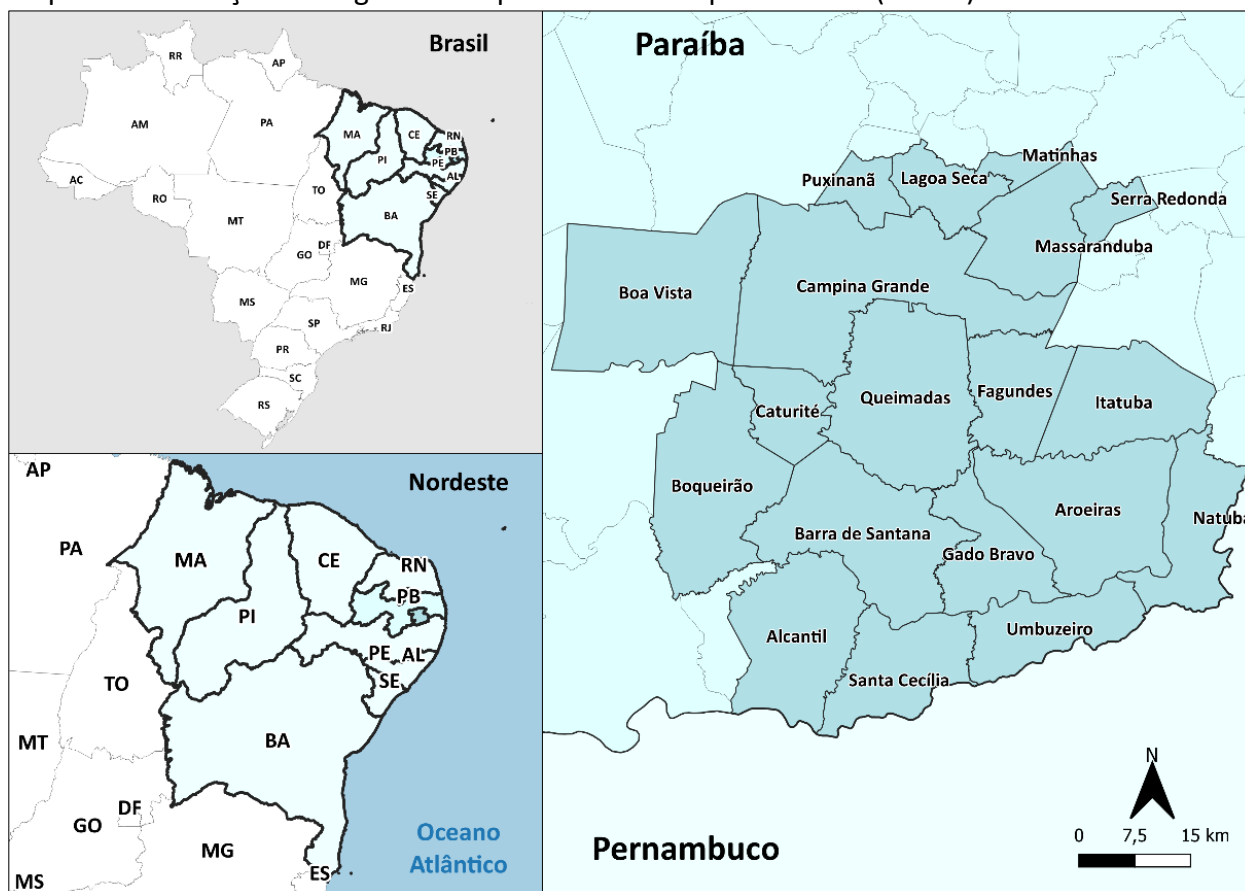 Brasil
RR
AP
AM
PA
MA
CE
RN
PB
PI
PE
AL
SE
AC
RO
TO
BA
MT
DF
GO
MG
ES
MS
SP
RJ
PR
SC
RS
Nordeste
AP
PA
MA
CE
RN
PB
PI
PE
AL
SE
TO
BA
MT
DF
GO
MG
ES
MS
Oceano
Atlântico
Paraíba
Matinhas
Puxinanã
Lagoa Seca
Serra Redonda
Massaranduba
Boa Vista
Campina Grande
Queimadas
Fagundes
Itatuba
Caturité
Boqueirão
Barra de Santana
Aroeiras
Natuba
Gado Bravo
Alcantil
Umbuzeiro
Santa Cecília
Pernambuco
N
0 7,5 15 km